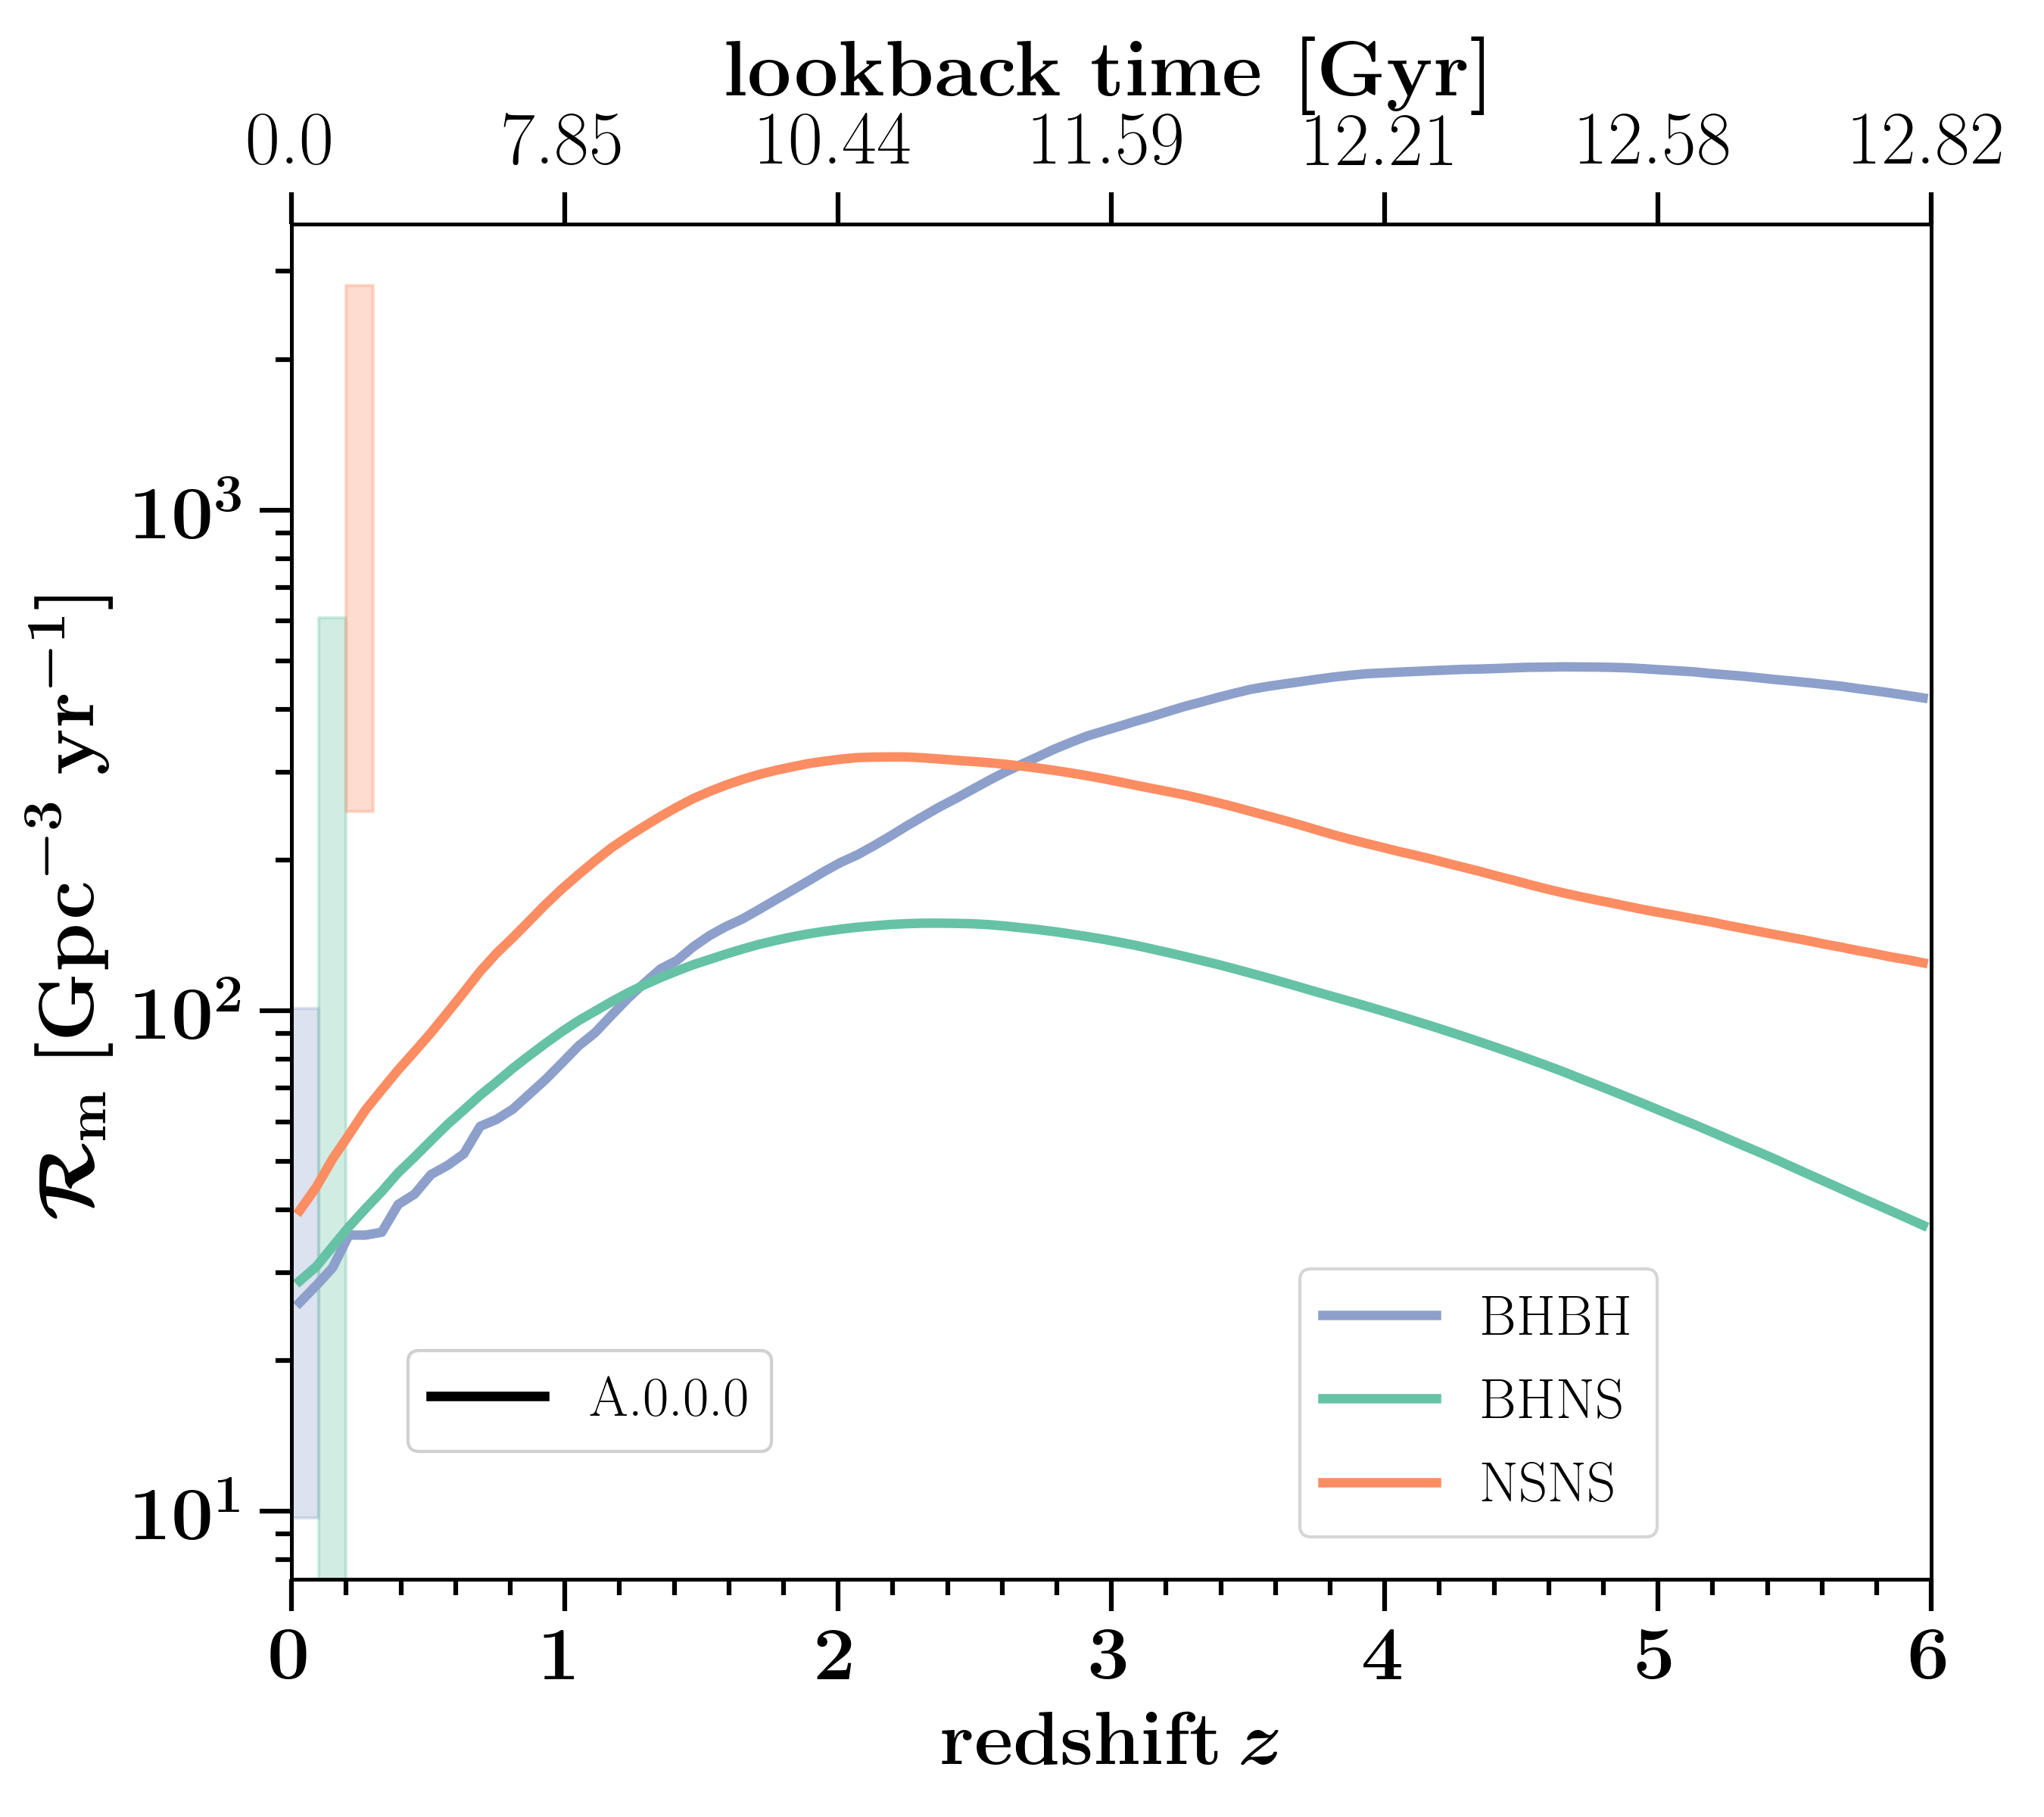 lookback time [Gyr]
0.0 7.85 10.44 11.59 12.21 12.58 12.82
10³
10²
10¹
𝓡ₘ [Gpc⁻³ yr⁻¹]
A.0.0.0
BHBH
BHNS
NSNS
0 1 2 3 4 5 6
redshift z